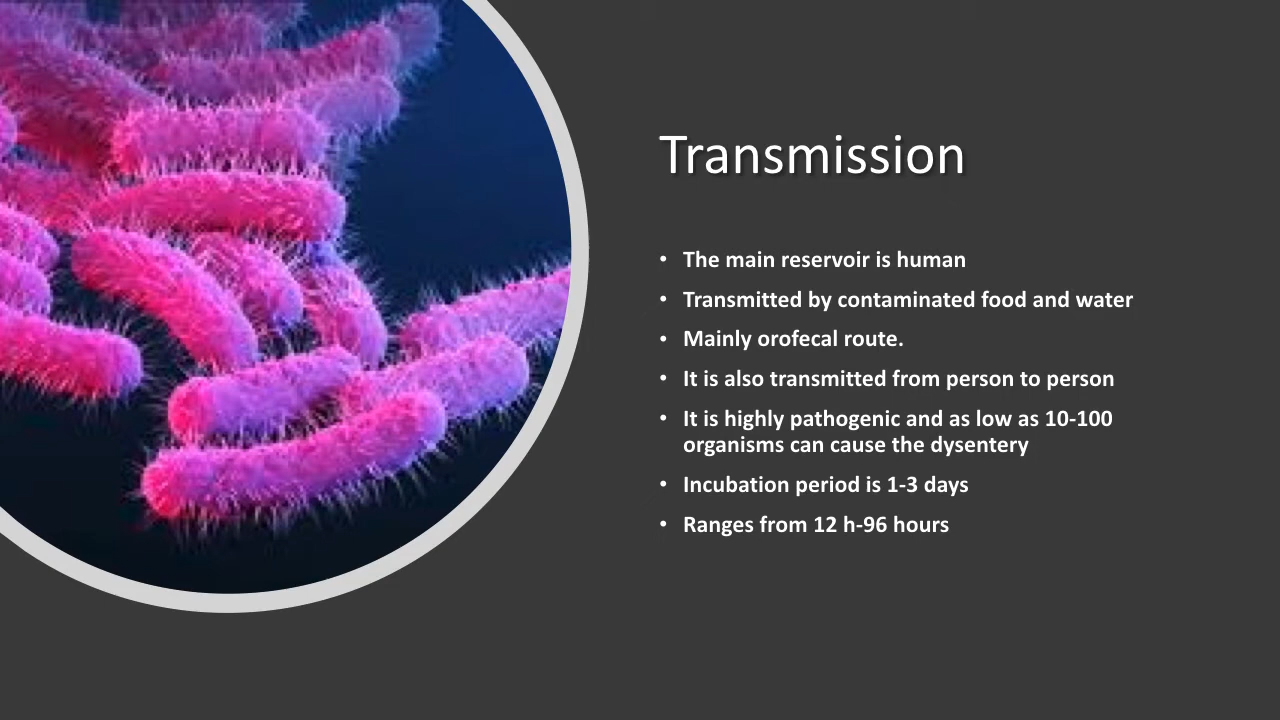 Transmission
• The main reservoir is human
• Transmitted by contaminated food and water
• Mainly orofecal route.
• It is also transmitted from person to person
• It is highly pathogenic and as low as 10-100
organisms can cause the dysentery
• Incubation period is 1-3 days
• Ranges from 12 h-96 hours